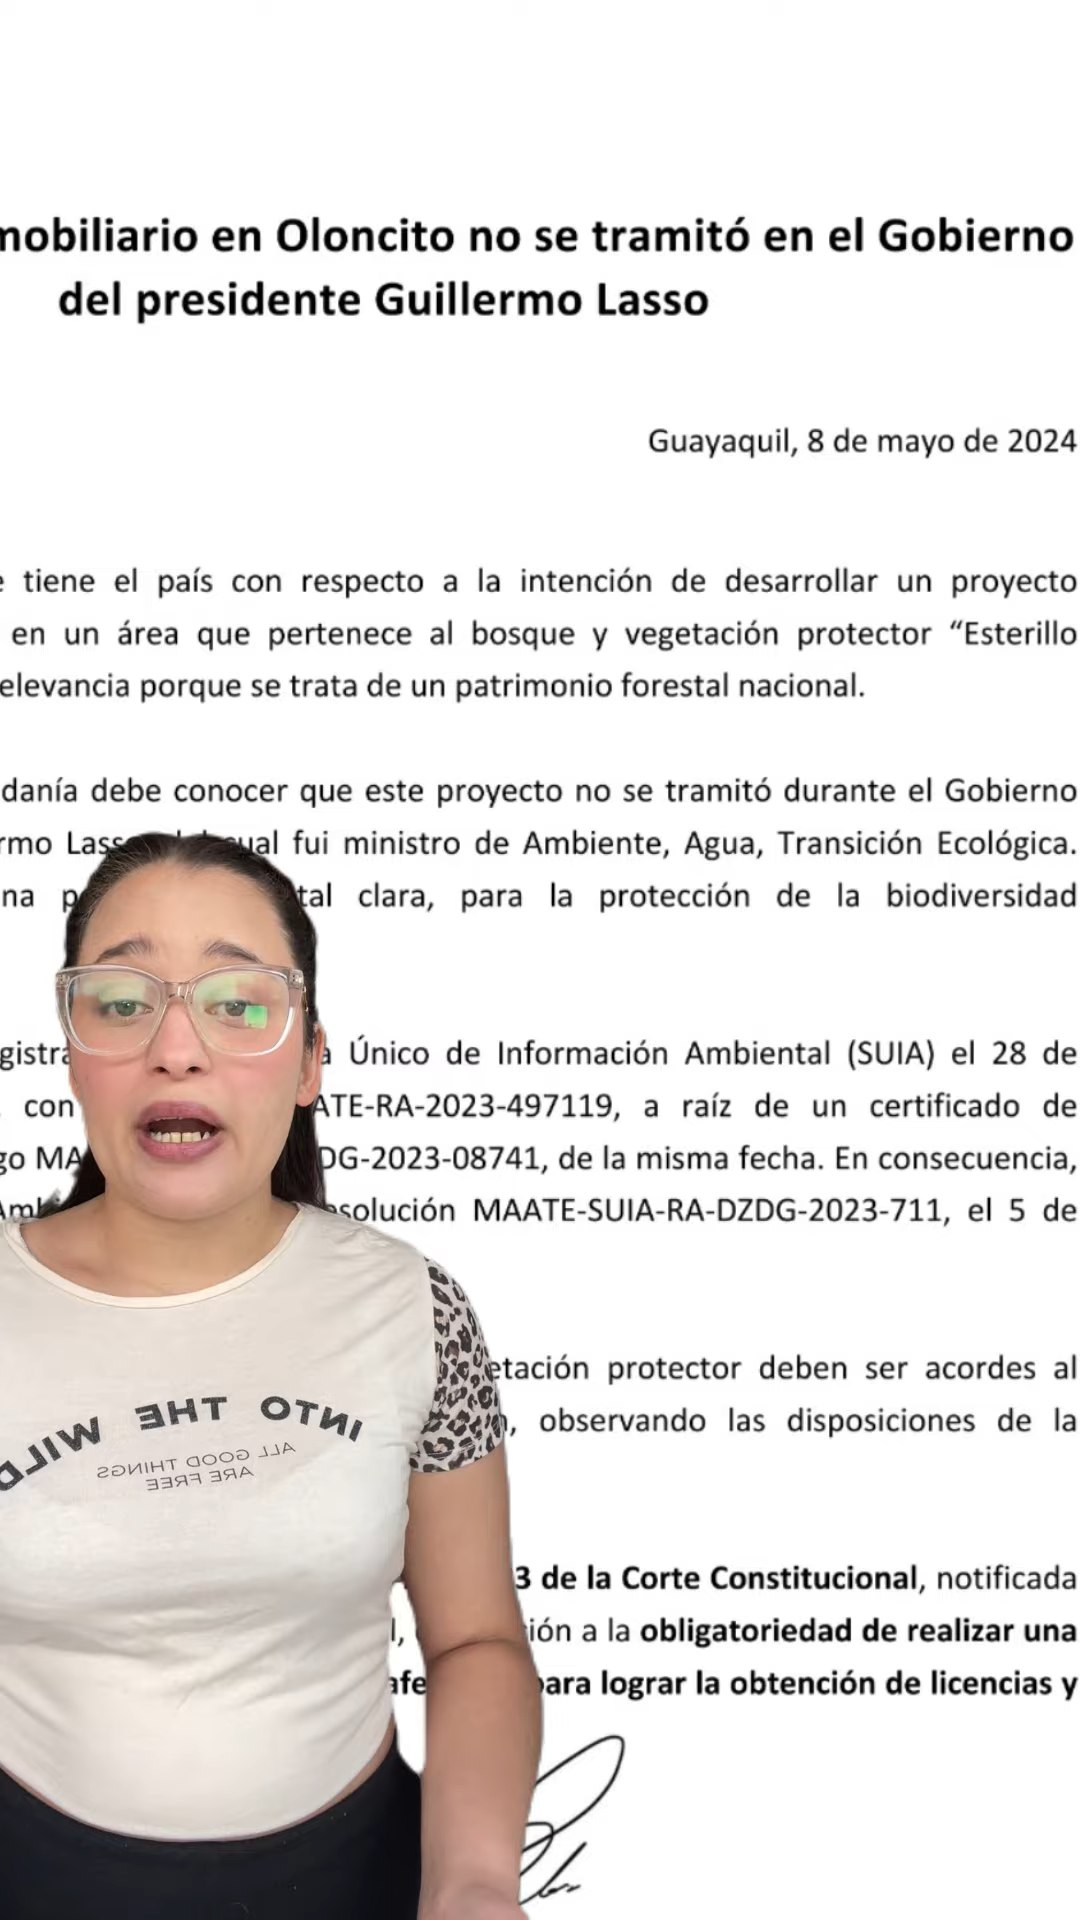 mobiliario en Oloncito no se tramitó en el Gobierno
del presidente Guillermo Lasso
Guayaquil, 8 de mayo de 2024
e tiene el país con respecto a la intención de desarrollar un proyecto
en un área que pertenece al bosque y vegetación protector “Esterillo
elevancia porque se trata de un patrimonio forestal nacional.
danía debe conocer que este proyecto no se tramitó durante el Gobierno
rmo Lass ual fui ministro de Ambiente, Agua, Transición Ecológica.
na p tal clara, para la protección de la biodiversidad
gistra a Único de Información Ambiental (SUIA) el 28 de
con ATE-RA-2023-497119, a raíz de un certificado de
go MA DG-2023-08741, de la misma fecha. En consecuencia,
Amb solución MAATE-SUIA-RA-DZDG-2023-711, el 5 de
etación protector deben ser acordes al
, observando las disposiciones de la
3 de la Corte Constitucional, notificada
l, ión a la obligatoriedad de realizar una
afe para lograr la obtención de licencias y
INTO THE WILD
ALL GOOD THINGS
ARE FREE